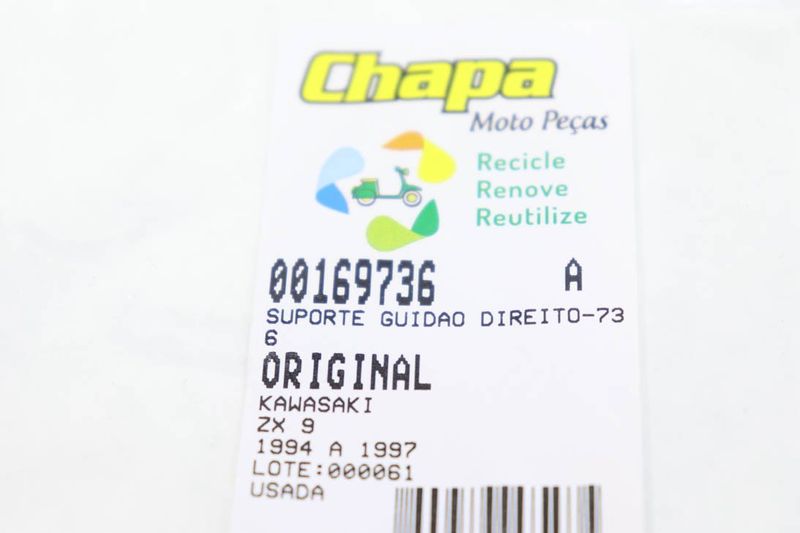 Chapa
Moto Peças
Recicle
Renove
Reutilize
00169736 A
SUPORTE GUIDAO DIREITO-73
6
ORIGINAL
KAWASAKI
ZX 9
1994 A 1997
LOTE:000061
USADA